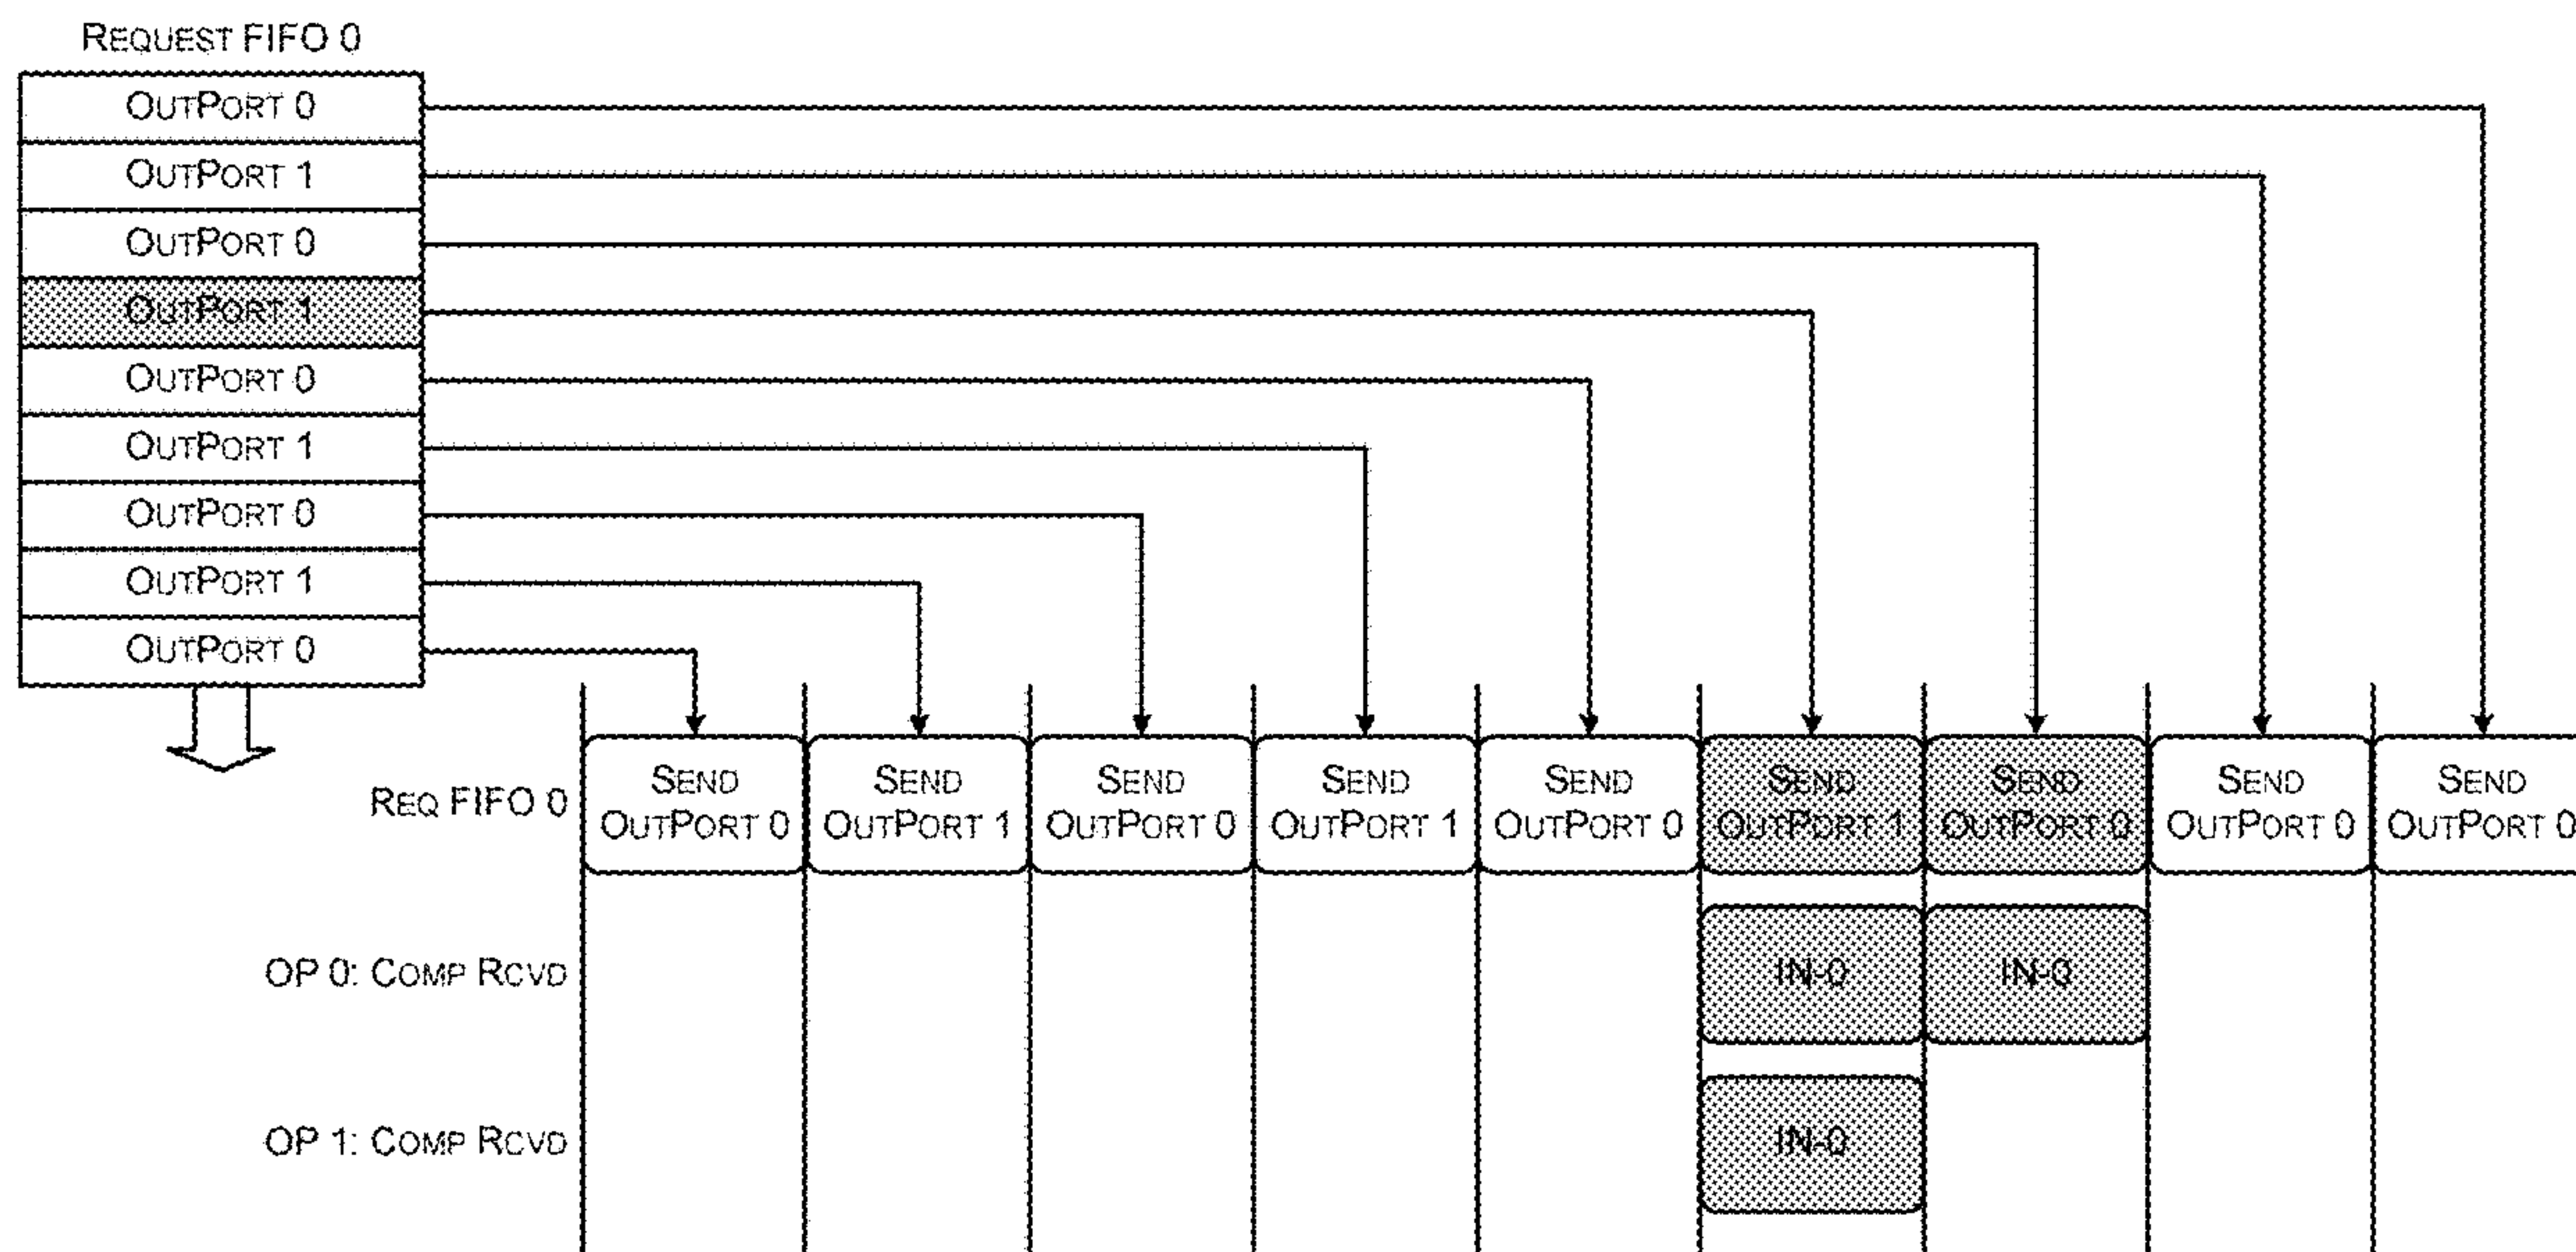 REQUEST FIFO 0
OUTPORT 0
OUTPORT 1
OUTPORT 0
OUTPORT 1
OUTPORT 0
OUTPORT 1
OUTPORT 0
OUTPORT 1
OUTPORT 0
REQ FIFO 0
SEND
OUTPORT 0
SEND
OUTPORT 1
SEND
OUTPORT 0
SEND
OUTPORT 1
SEND
OUTPORT 0
SEND
OUTPORT 1
SEND
OUTPORT 0
SEND
OUTPORT 0
SEND
OUTPORT 0
OP 0: COMP RCVD
IN-0
IN-0
OP 1: COMP RCVD
IN-0